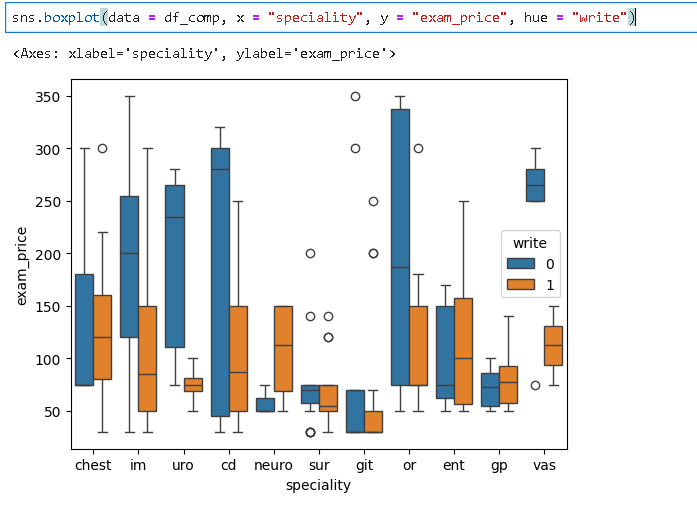 sns.boxplot(data = df_comp, x = "speciality", y = "exam_price", hue = "write")
<Axes: xlabel='speciality', ylabel='exam_price'>
350
300
250
200
150
100
50
exam_price
write
0
1
chest im uro cd neuro sur git or ent gp vas
speciality